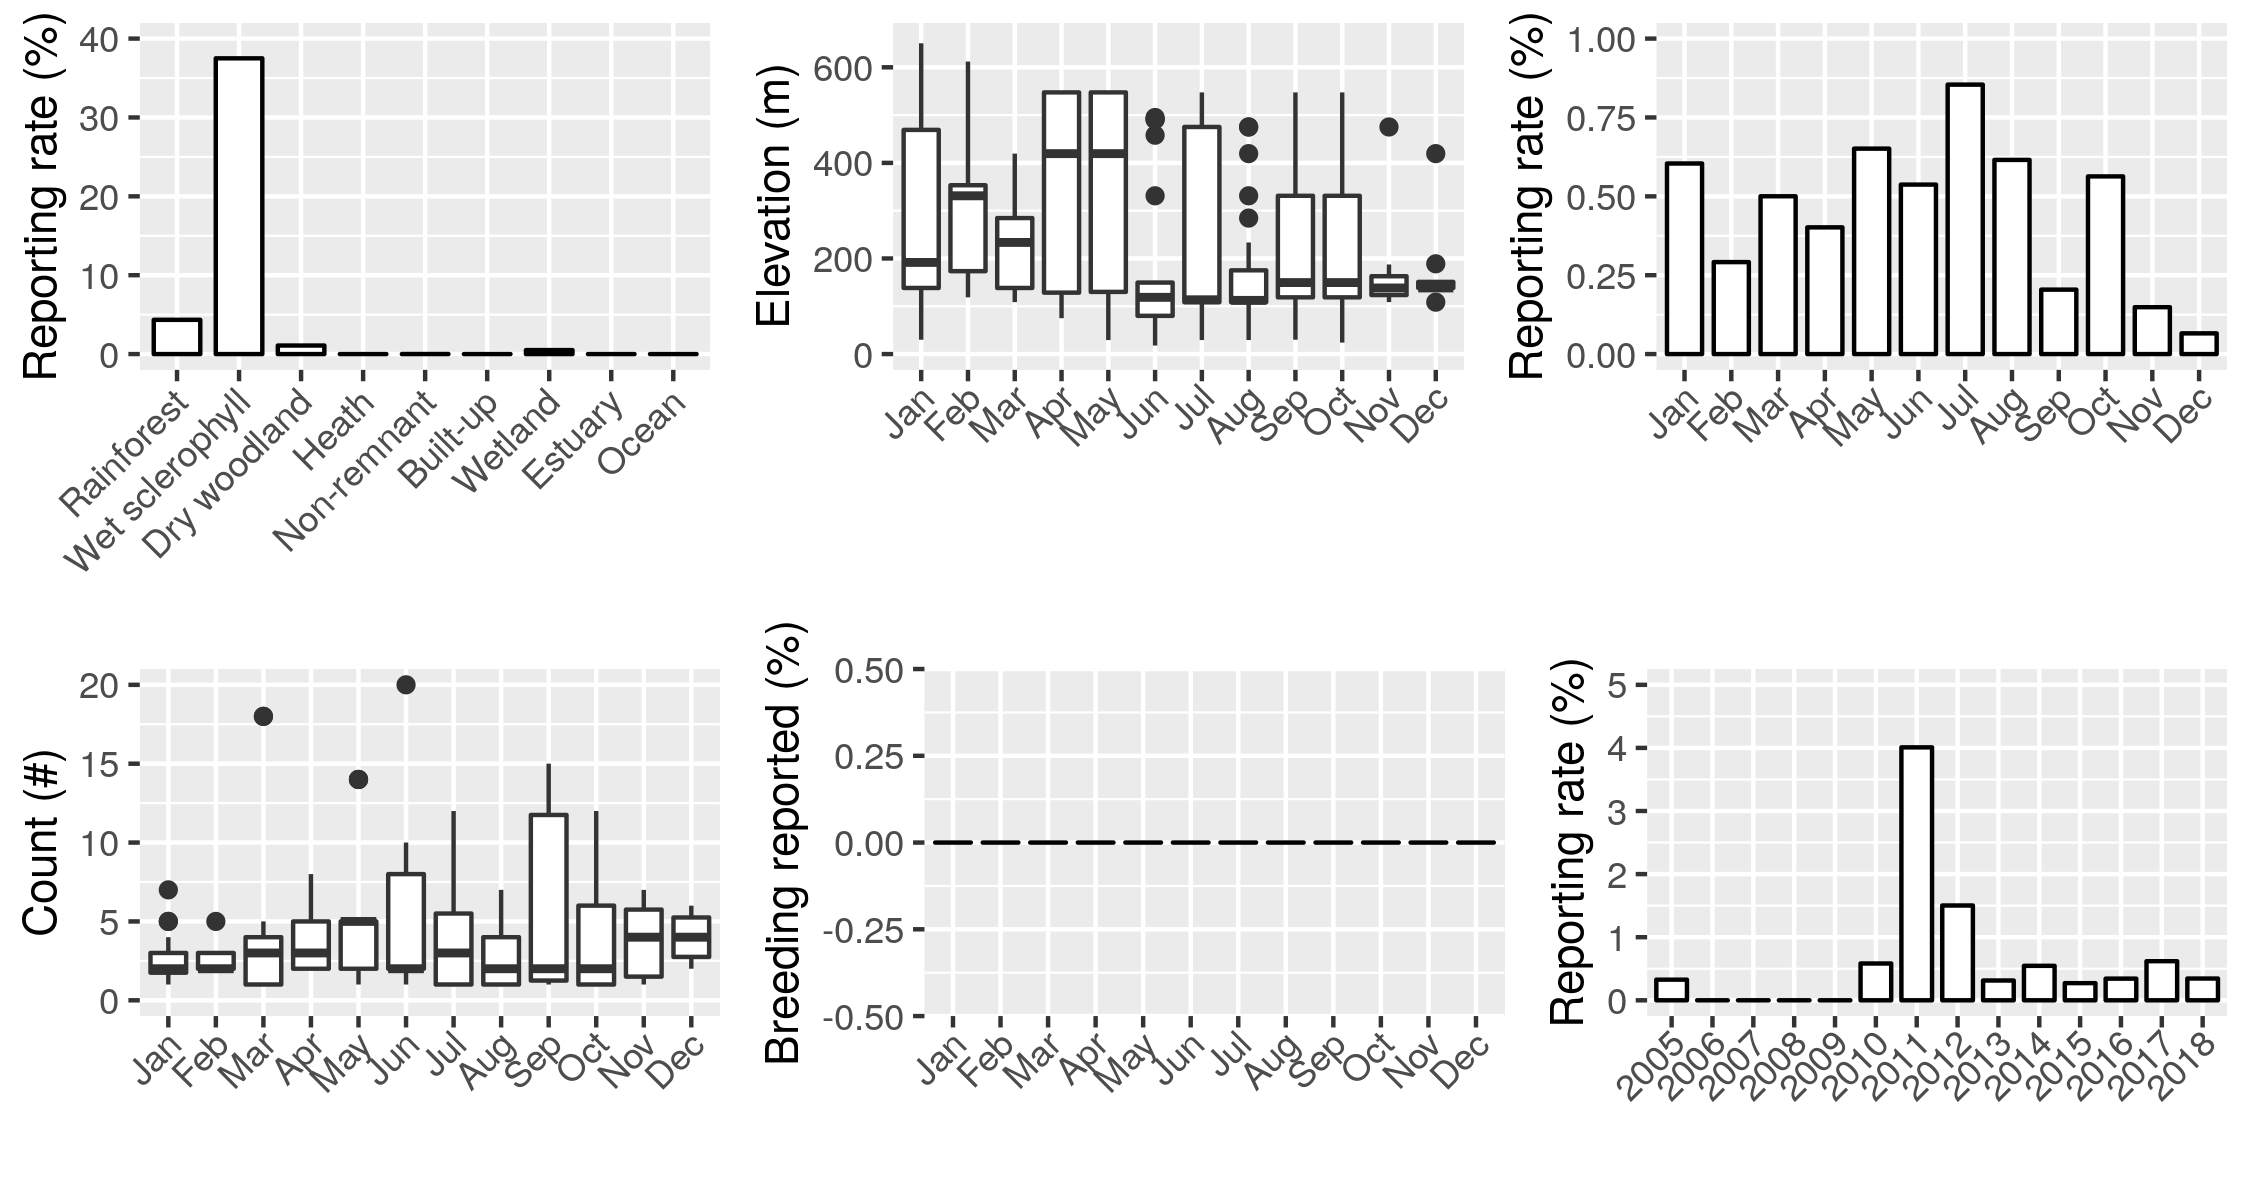 Reporting rate (%)
40
30
20
10
0
Rainforest
Wet sclerophyll
Dry woodland
Heath
Non-remnant
Built-up
Wetland
Estuary
Ocean
Elevation (m)
600
400
200
0
Jan
Feb
Mar
Apr
May
Jun
Jul
Aug
Sep
Oct
Nov
Dec
Reporting rate (%)
1.00
0.75
0.50
0.25
0.00
Jan
Feb
Mar
Apr
May
Jun
Jul
Aug
Sep
Oct
Nov
Dec
Count (#)
20
15
10
5
0
Jan
Feb
Mar
Apr
May
Jun
Jul
Aug
Sep
Oct
Nov
Dec
Breeding reported (%)
0.50
0.25
0.00
-0.25
-0.50
Jan
Feb
Mar
Apr
May
Jun
Jul
Aug
Sep
Oct
Nov
Dec
Reporting rate (%)
5
4
3
2
1
0
2005
2006
2007
2008
2009
2010
2011
2012
2013
2014
2015
2016
2017
2018